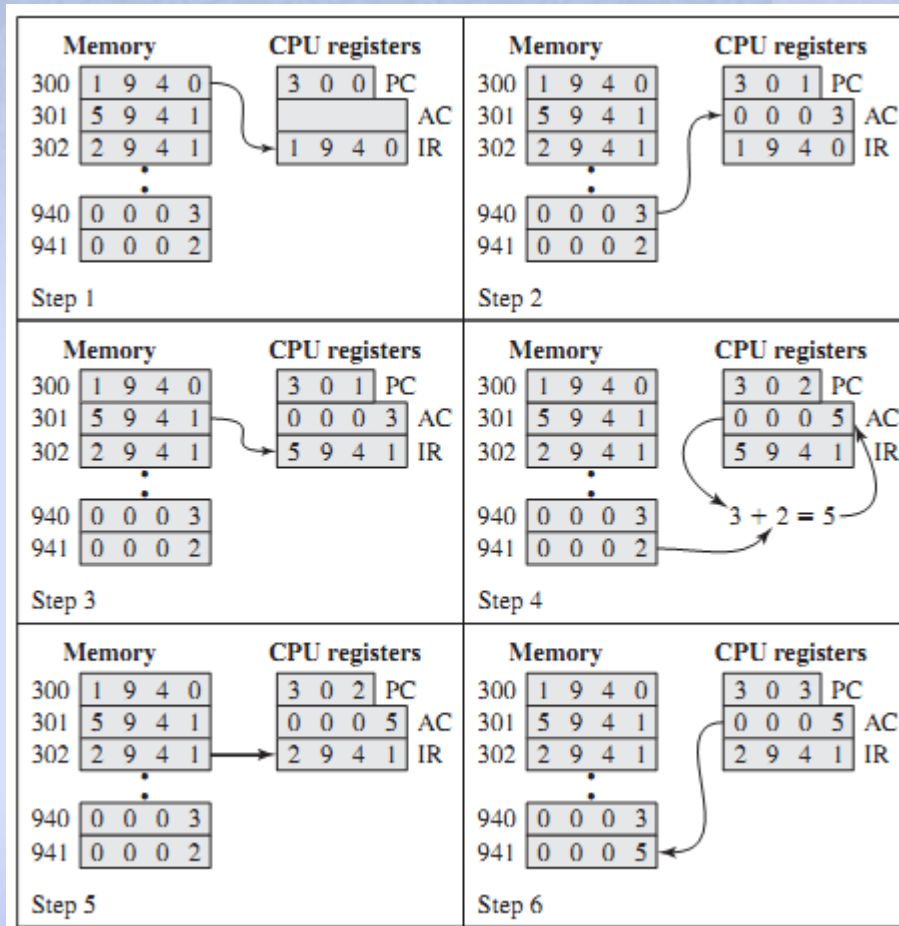 Memory CPU registers
300 1 9 4 0 3 0 0 PC
301 5 9 4 1 AC
302 2 9 4 1 1 9 4 0 IR
940 0 0 0 3
941 0 0 0 2
Step 1
Memory CPU registers
300 1 9 4 0 3 0 1 PC
301 5 9 4 1 0 0 0 3 AC
302 2 9 4 1 1 9 4 0 IR
940 0 0 0 3
941 0 0 0 2
Step 2
Memory CPU registers
300 1 9 4 0 3 0 1 PC
301 5 9 4 1 0 0 0 3 AC
302 2 9 4 1 5 9 4 1 IR
940 0 0 0 3
941 0 0 0 2
Step 3
Memory CPU registers
300 1 9 4 0 3 0 2 PC
301 5 9 4 1 0 0 0 5 AC
302 2 9 4 1 5 9 4 1 IR
940 0 0 0 3 3 + 2 = 5
941 0 0 0 2
Step 4
Memory CPU registers
300 1 9 4 0 3 0 2 PC
301 5 9 4 1 0 0 0 5 AC
302 2 9 4 1 2 9 4 1 IR
940 0 0 0 3
941 0 0 0 2
Step 5
Memory CPU registers
300 1 9 4 0 3 0 3 PC
301 5 9 4 1 0 0 0 5 AC
302 2 9 4 1 2 9 4 1 IR
940 0 0 0 3
941 0 0 0 5
Step 6